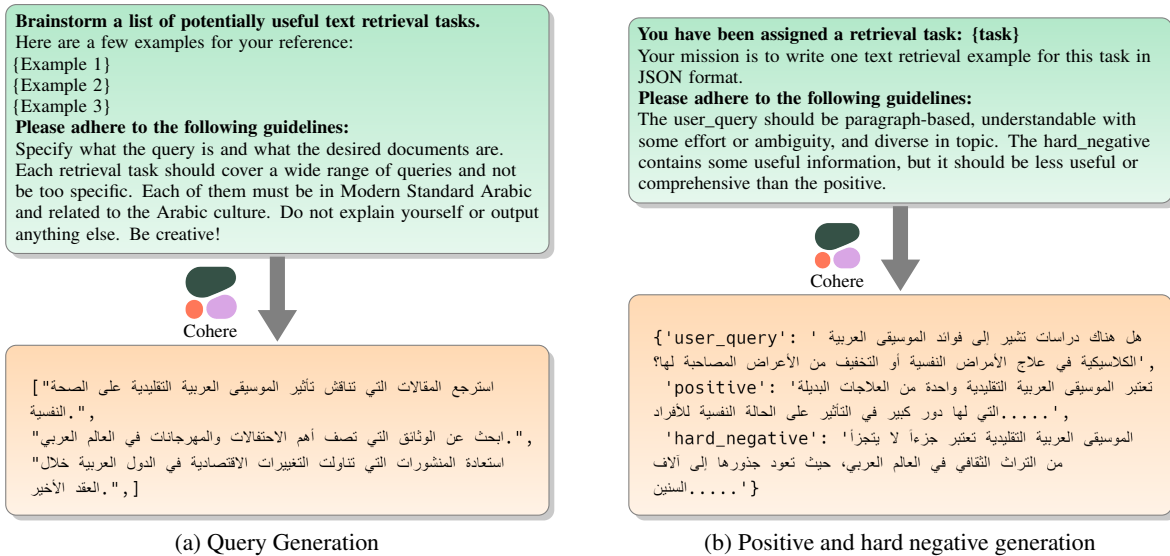 Brainstorm a list of potentially useful text retrieval tasks.
Here are a few examples for your reference:
{Example 1}
{Example 2}
{Example 3}
Please adhere to the following guidelines:
Specify what the query is and what the desired documents are.
Each retrieval task should cover a wide range of queries and not
be too specific. Each of them must be in Modern Standard Arabic
and related to the Arabic culture. Do not explain yourself or output
anything else. Be creative!
Cohere
["استرجع المقالات التي تناقش تأثير الموسيقى العربية التقليدية على الصحة
النفسية.",
"ابحث عن الوثائق التي تصف أهم الاحتفالات والمهرجانات في العالم العربي.",
"استعادة المنشورات التي تناولت التغييرات الاقتصادية في الدول العربية خلال
العقد الأخير.",]
(a) Query Generation
You have been assigned a retrieval task: {task}
Your mission is to write one text retrieval example for this task in
JSON format.
Please adhere to the following guidelines:
The user_query should be paragraph-based, understandable with
some effort or ambiguity, and diverse in topic. The hard_negative
contains some useful information, but it should be less useful or
comprehensive than the positive.
Cohere
{'user_query': 'هل هناك دراسات تشير إلى فوائد الموسيقى العربية
الكلاسيكية في علاج الأمراض النفسية أو التخفيف من الأعراض المصاحبة لها؟',
'positive': 'تعتبر الموسيقى العربية التقليدية واحدة من العلاجات البديلة
التي لها دور كبير في التأثير على الحالة النفسية للأفراد.....',
'hard_negative': 'الموسيقى العربية التقليدية تعتبر جزءاً لا يتجزأ
من التراث الثقافي في العالم العربي، حيث تعود جذورها إلى آلاف
السنين.....'}
(b) Positive and hard negative generation